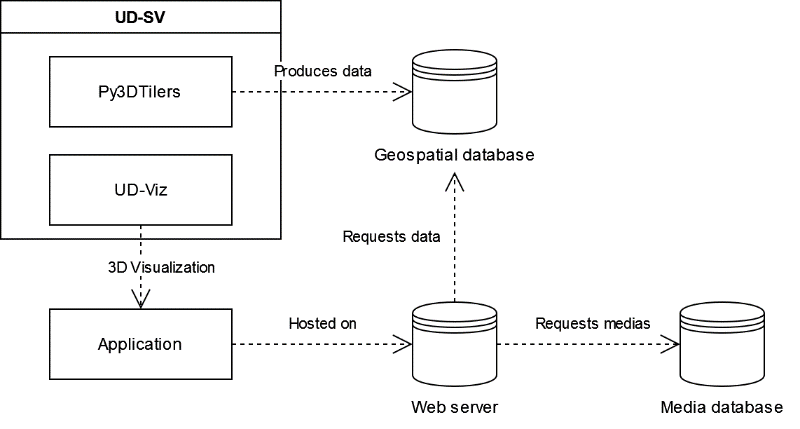 UD-SV
Py3DTilers
Produces data
Geospatial database
UD-Viz
Requests data
3D Visualization
Application
Hosted on
Requests medias
Web server
Media database